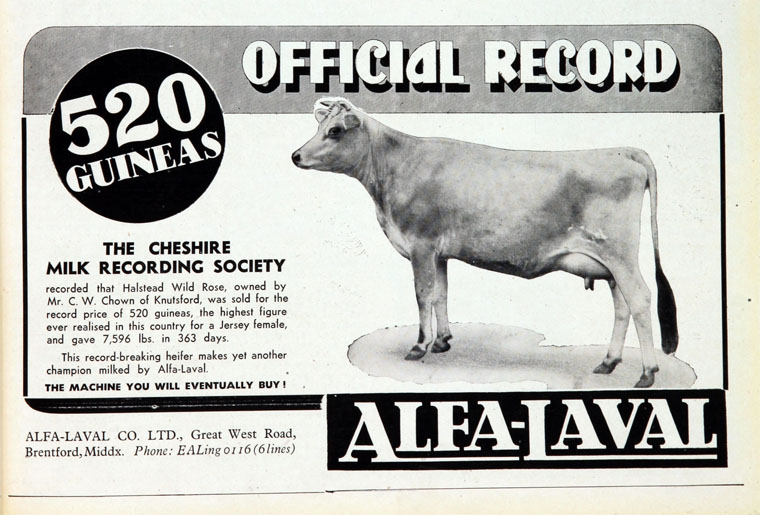 OFFICIAL RECORD
520
GUINEAS
THE CHESHIRE
MILK RECORDING SOCIETY
recorded that Halstead Wild Rose, owned by
Mr. C. W. Chown of Knutsford, was sold for the
record price of 520 guineas, the highest figure
ever realised in this country for a Jersey female,
and gave 7,596 lbs. in 363 days.
This record-breaking heifer makes yet another
champion milked by Alfa-Laval.
THE MACHINE YOU WILL EVENTUALLY BUY!
ALFA-LAVAL
ALFA-LAVAL CO. LTD., Great West Road,
Brentford, Middx. Phone: EALing 0116 (6 lines)